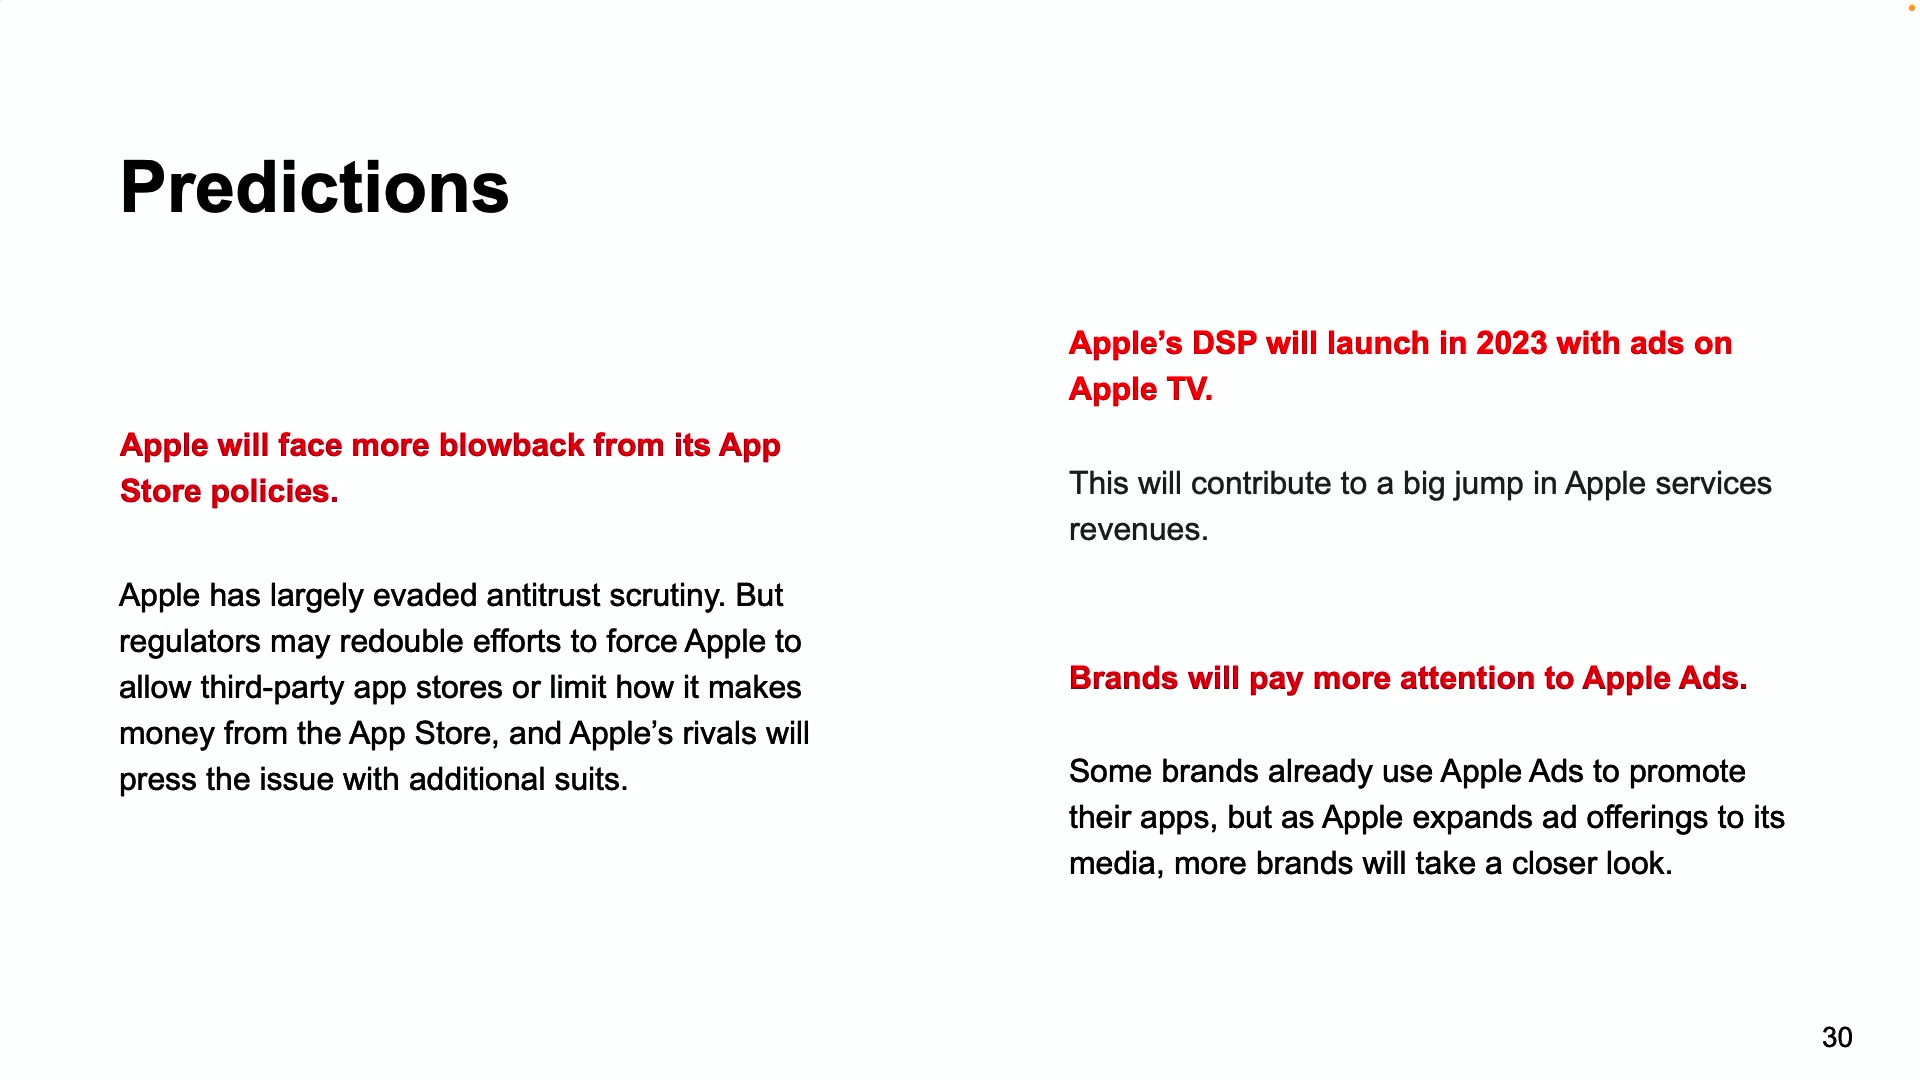 Predictions
Apple will face more blowback from its App
Store policies.
Apple has largely evaded antitrust scrutiny. But
regulators may redouble efforts to force Apple to
allow third-party app stores or limit how it makes
money from the App Store, and Apple’s rivals will
press the issue with additional suits.
Apple’s DSP will launch in 2023 with ads on
Apple TV.
This will contribute to a big jump in Apple services
revenues.
Brands will pay more attention to Apple Ads.
Some brands already use Apple Ads to promote
their apps, but as Apple expands ad offerings to its
media, more brands will take a closer look.
30